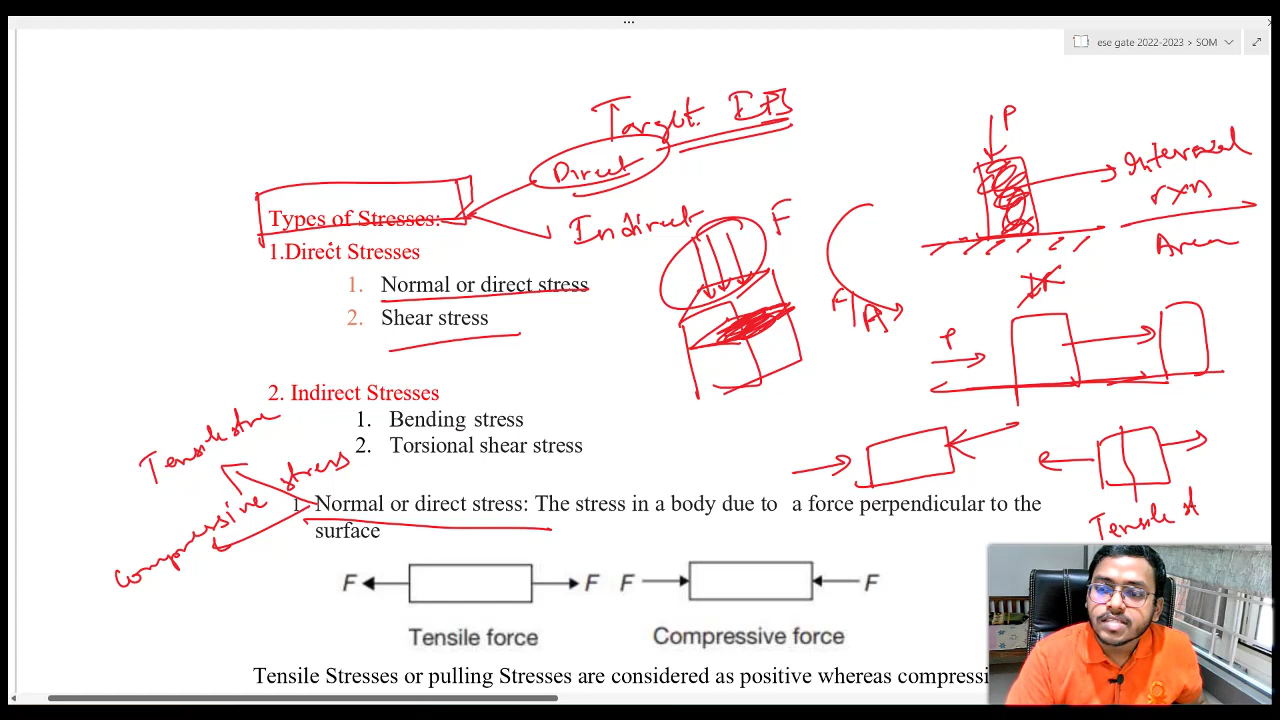 ...
ese gate 2022-2023 > SOM
Target EPS
Direct
Indirect
F
F/A
P
Internal
rxn
Area
P
Types of Stresses:
1.Direct Stresses
1. Normal or direct stress
2. Shear stress
2. Indirect Stresses
1. Bending stress
2. Torsional shear stress
Tensile stre
Compressive stress
1. Normal or direct stress: The stress in a body due to a force perpendicular to the
surface
Tensile st
F F F F
Tensile force Compressive force
Tensile Stresses or pulling Stresses are considered as positive whereas compressi